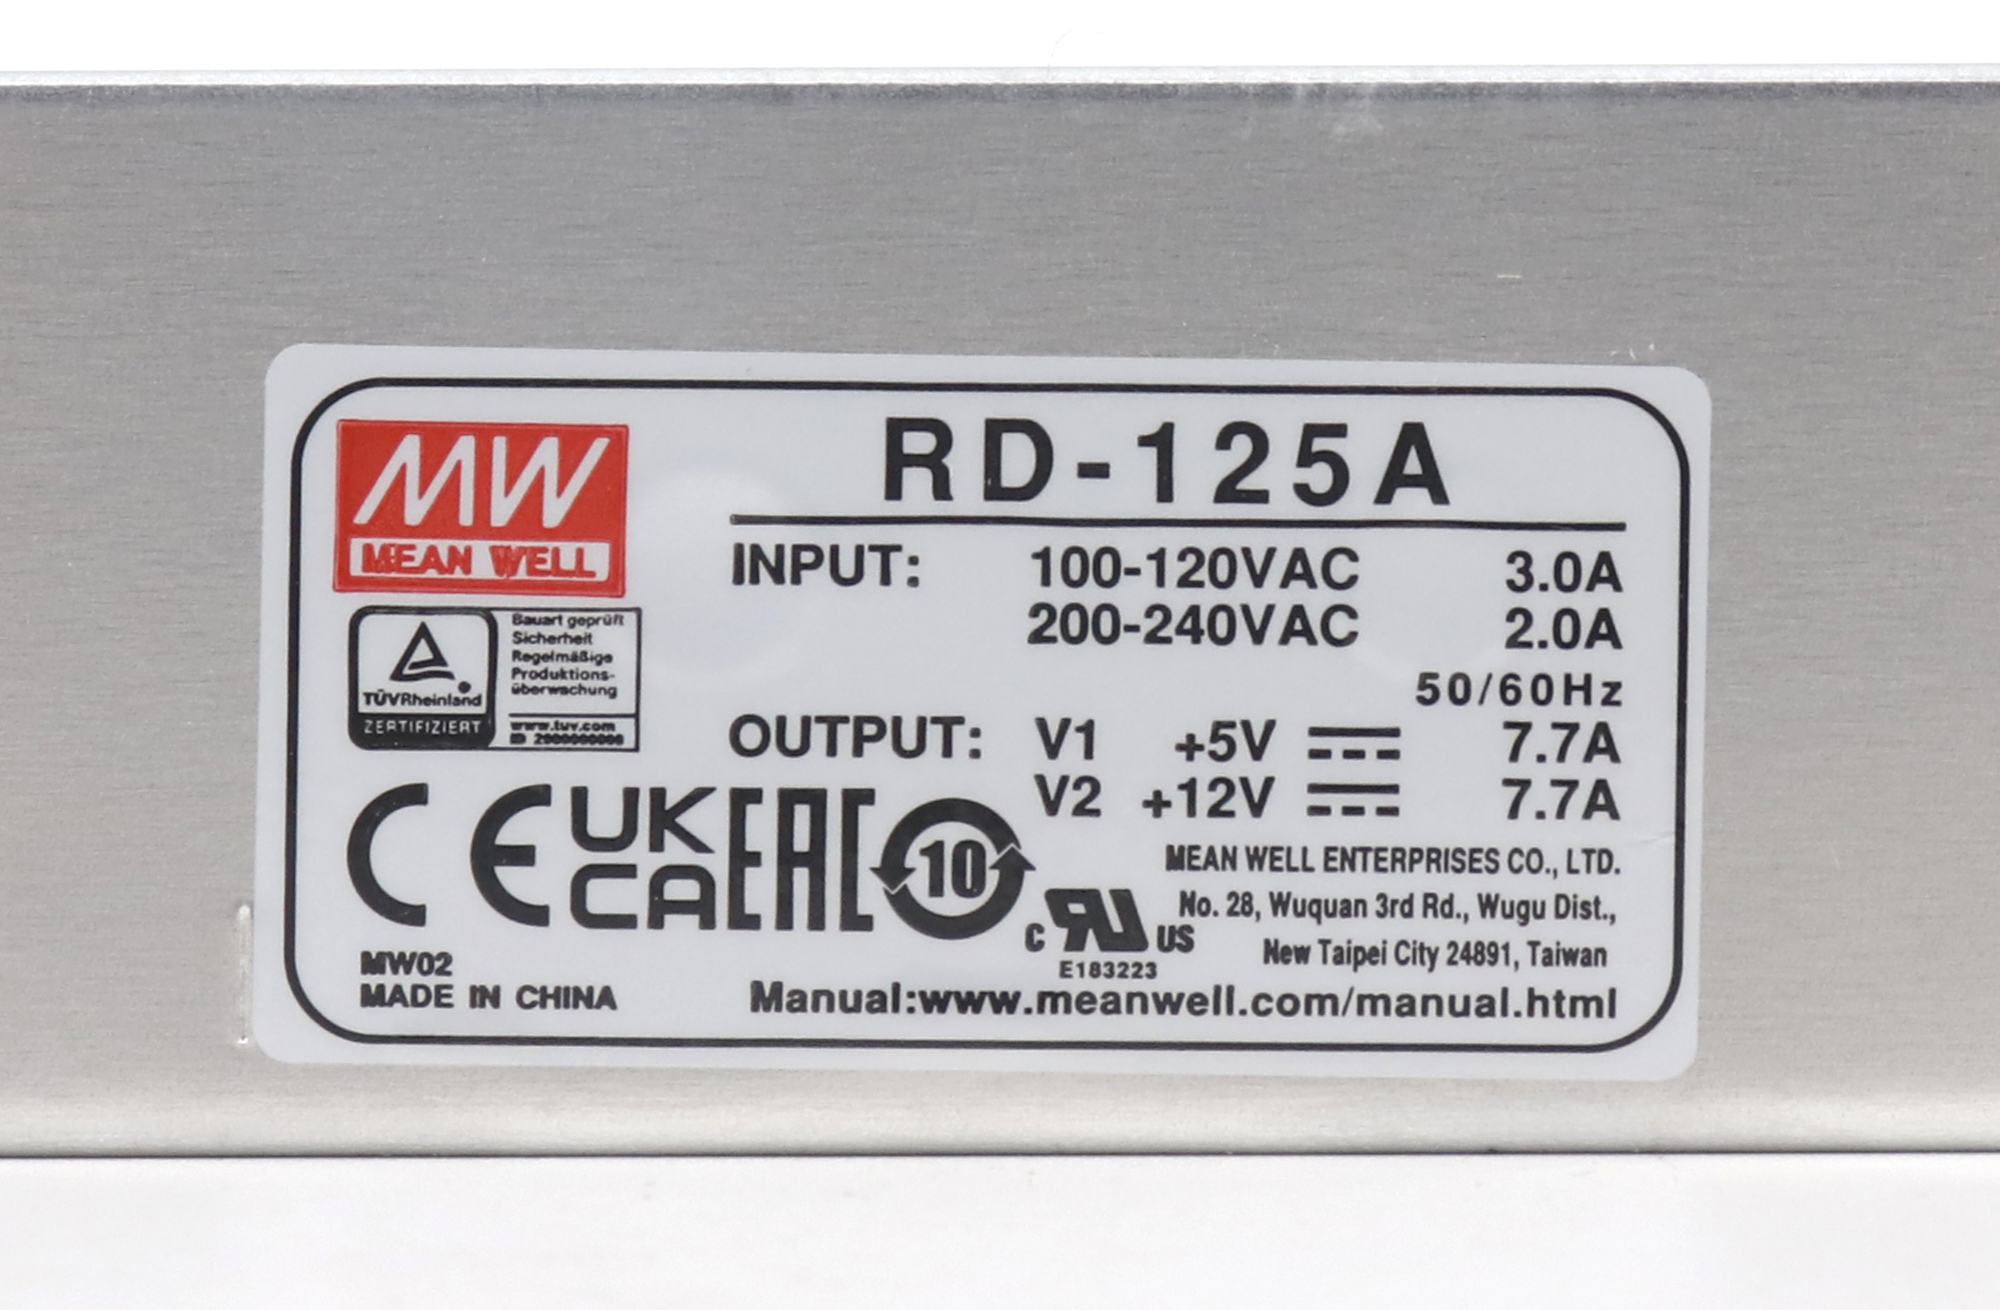 MW
MEAN WELL
RD-125A
INPUT: 100-120VAC 3.0A
200-240VAC 2.0A
50/60Hz
OUTPUT: V1 +5V 7.7A
V2 +12V 7.7A
Bauart geprüft
Sicherheit
Regelmäßige
Produktions-
überwachung
www.tuv.com
ID 2000000000
TÜVRheinland
ZERTIFIZIERT
CE
UK
CA
EAC
10
c RU US
E183223
MEAN WELL ENTERPRISES CO., LTD.
No. 28, Wuquan 3rd Rd., Wugu Dist.,
New Taipei City 24891, Taiwan
MW02
MADE IN CHINA
Manual:www.meanwell.com/manual.html